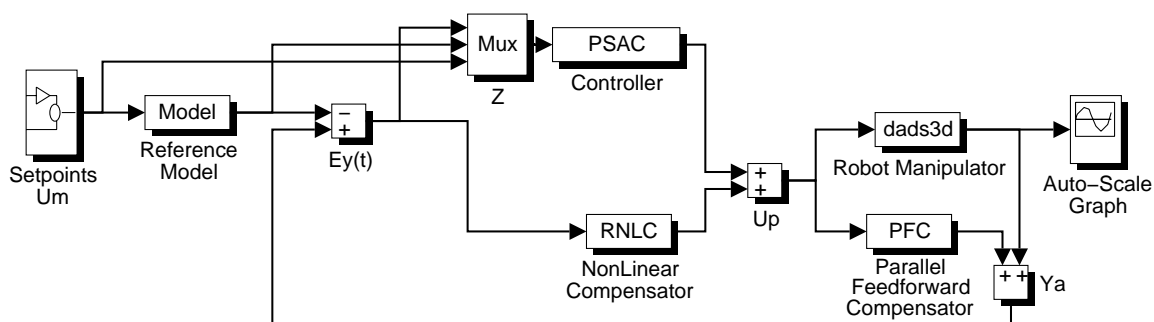 Mux
Z
PSAC
Controller
Setpoints
Um
Model
Reference
Model
−
+
Ey(t)
RNLC
NonLinear
Compensator
+
+
Up
dads3d
Robot Manipulator
Auto−Scale
Graph
PFC
Parallel
Feedforward
Compensator
+ +
Ya